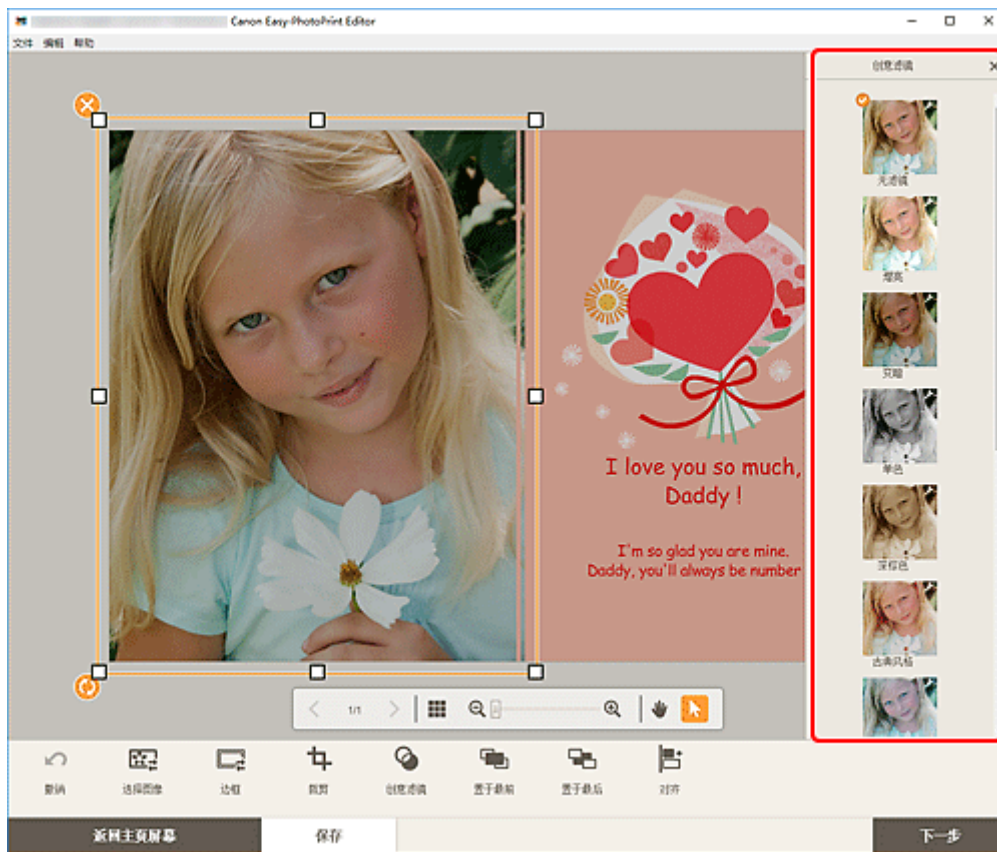 Canon Easy-PhotoPrint Editor
文件 编辑 帮助
创意滤镜
无滤镜
增亮
变暗
单色
深棕色
古典风格
I love you so much,
Daddy !
I'm so glad you are mine.
Daddy, you'll always be number
1/1
撤销 选择图像 边框 裁剪 创意滤镜 置于最前 置于最后 对齐
返回主页屏幕 保存 下一步